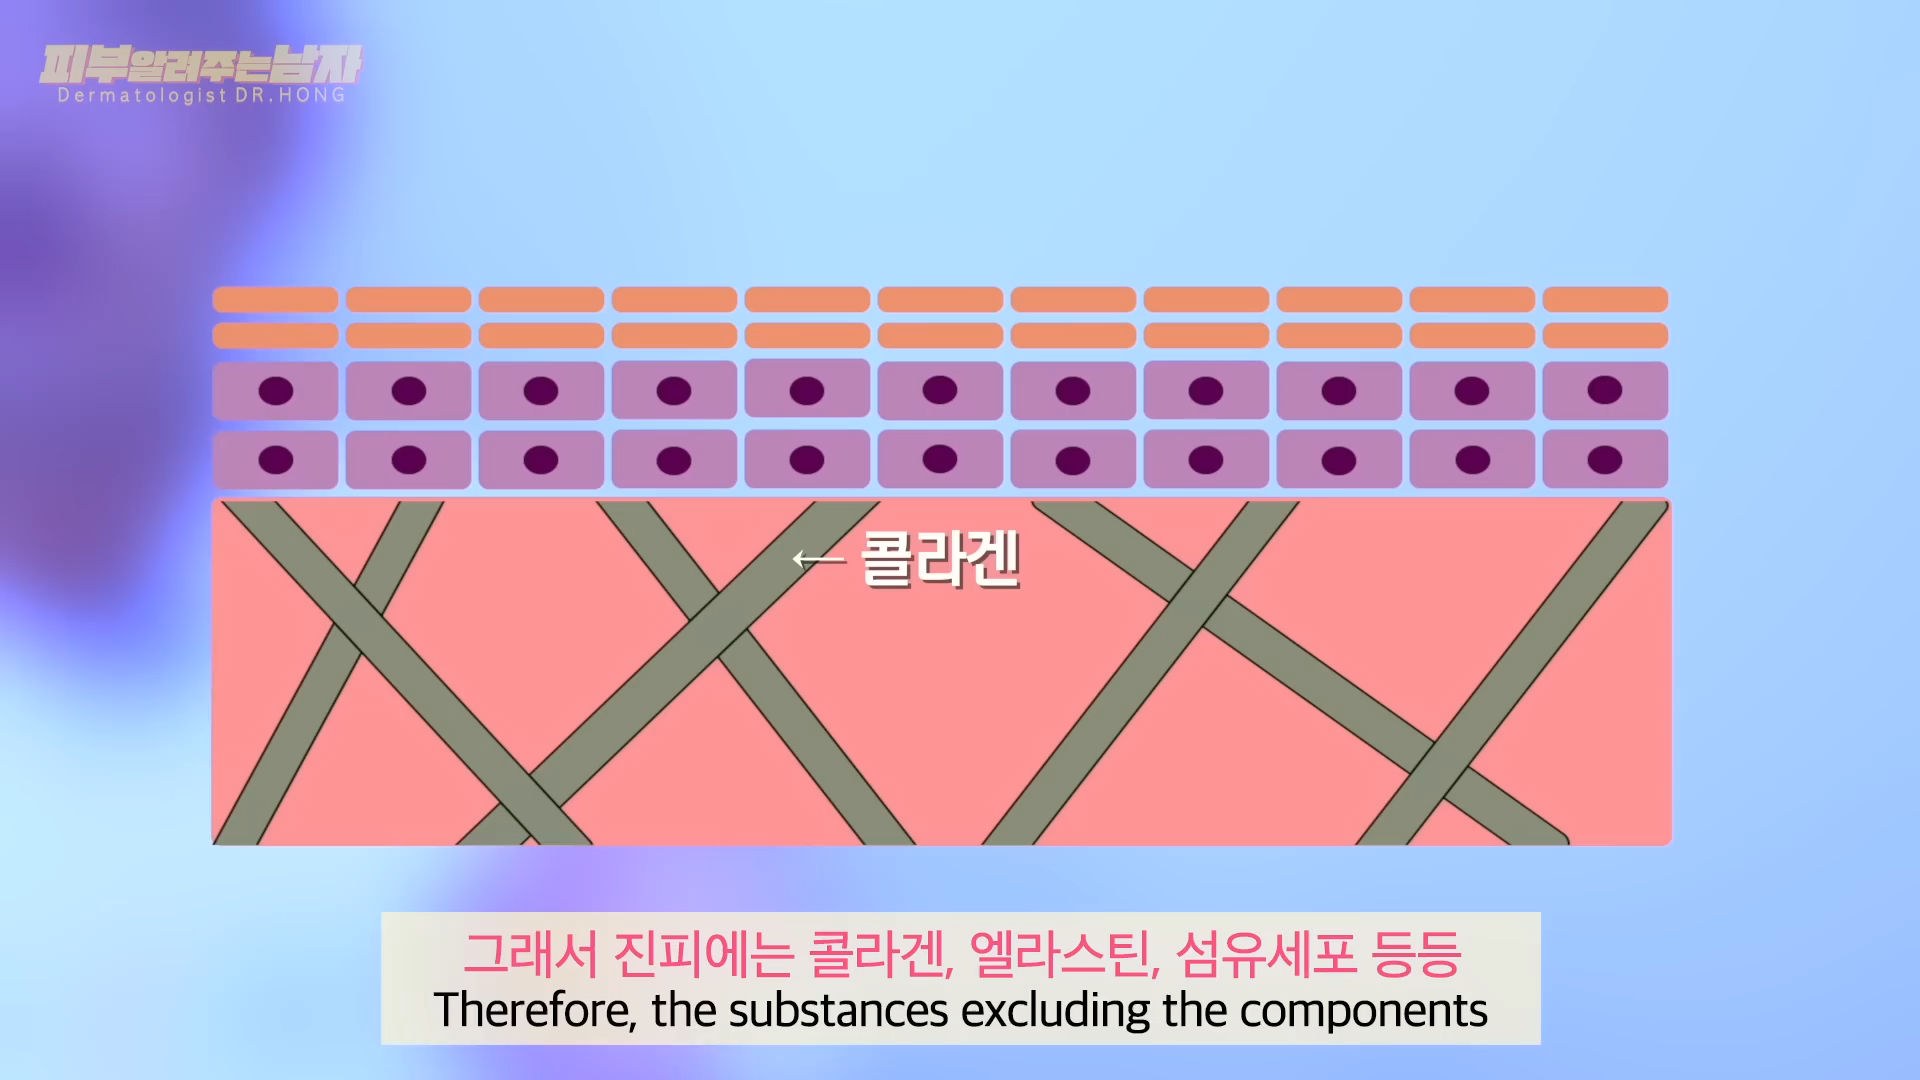 피부알려주는남자
Dermatologist DR.HONG
← 콜라겐
그래서 진피에는 콜라겐, 엘라스틴, 섬유세포 등등
Therefore, the substances excluding the components